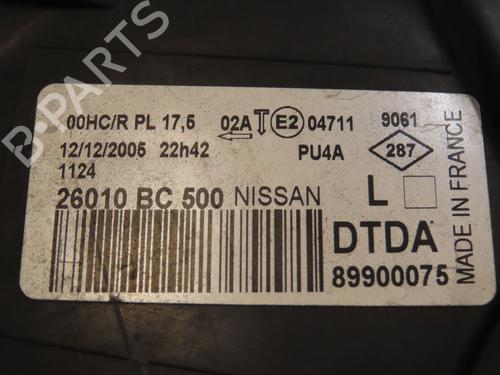 B-PARTS
00HC/R PL 17,5 02A E2 04711 9061
12/12/2005 22h42 PU4A 287
1124
26010 BC 500 NISSAN L
DTDA
89900075
MADE IN FRANCE